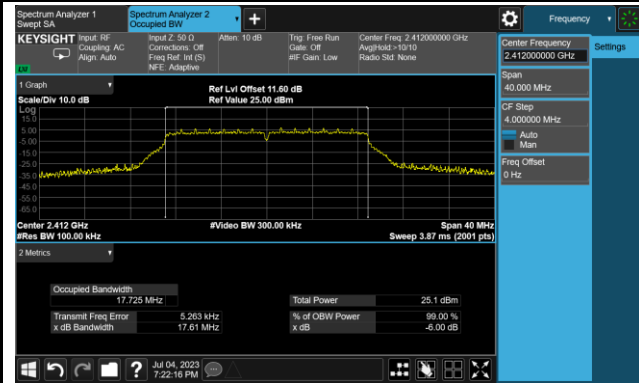 Spectrum Analyzer 1
Swept SA
Spectrum Analyzer 2
Occupied BW
Frequency
KEYSIGHT
Input: RF
Coupling: AC
Align: Auto
Input Z: 50 Ω
Corrections: Off
Freq Ref: Int (S)
NFE: Adaptive
Atten: 10 dB
Trig: Free Run
Gate: Off
#IF Gain: Low
Center Freq: 2.412000000 GHz
Avg|Hold:>10/10
Radio Std: None
Center Frequency
2.412000000 GHz
Settings
Span
40.000 MHz
CF Step
4.000000 MHz
Auto
Man
Freq Offset
0 Hz
1 Graph
Scale/Div 10.0 dB
Ref Lvl Offset 11.60 dB
Ref Value 25.00 dBm
Log
15.0
5.00
-5.00
-15.0
-25.0
-35.0
-45.0
-55.0
-65.0
Center 2.412 GHz
#Video BW 300.00 kHz
Span 40 MHz
#Res BW 100.00 kHz
Sweep 3.87 ms (2001 pts)
2 Metrics
Occupied Bandwidth
17.725 MHz
Total Power
25.1 dBm
Transmit Freq Error
5.263 kHz
% of OBW Power
99.00 %
x dB Bandwidth
17.61 MHz
x dB
-6.00 dB
?
Jul 04, 2023
7:22:16 PM